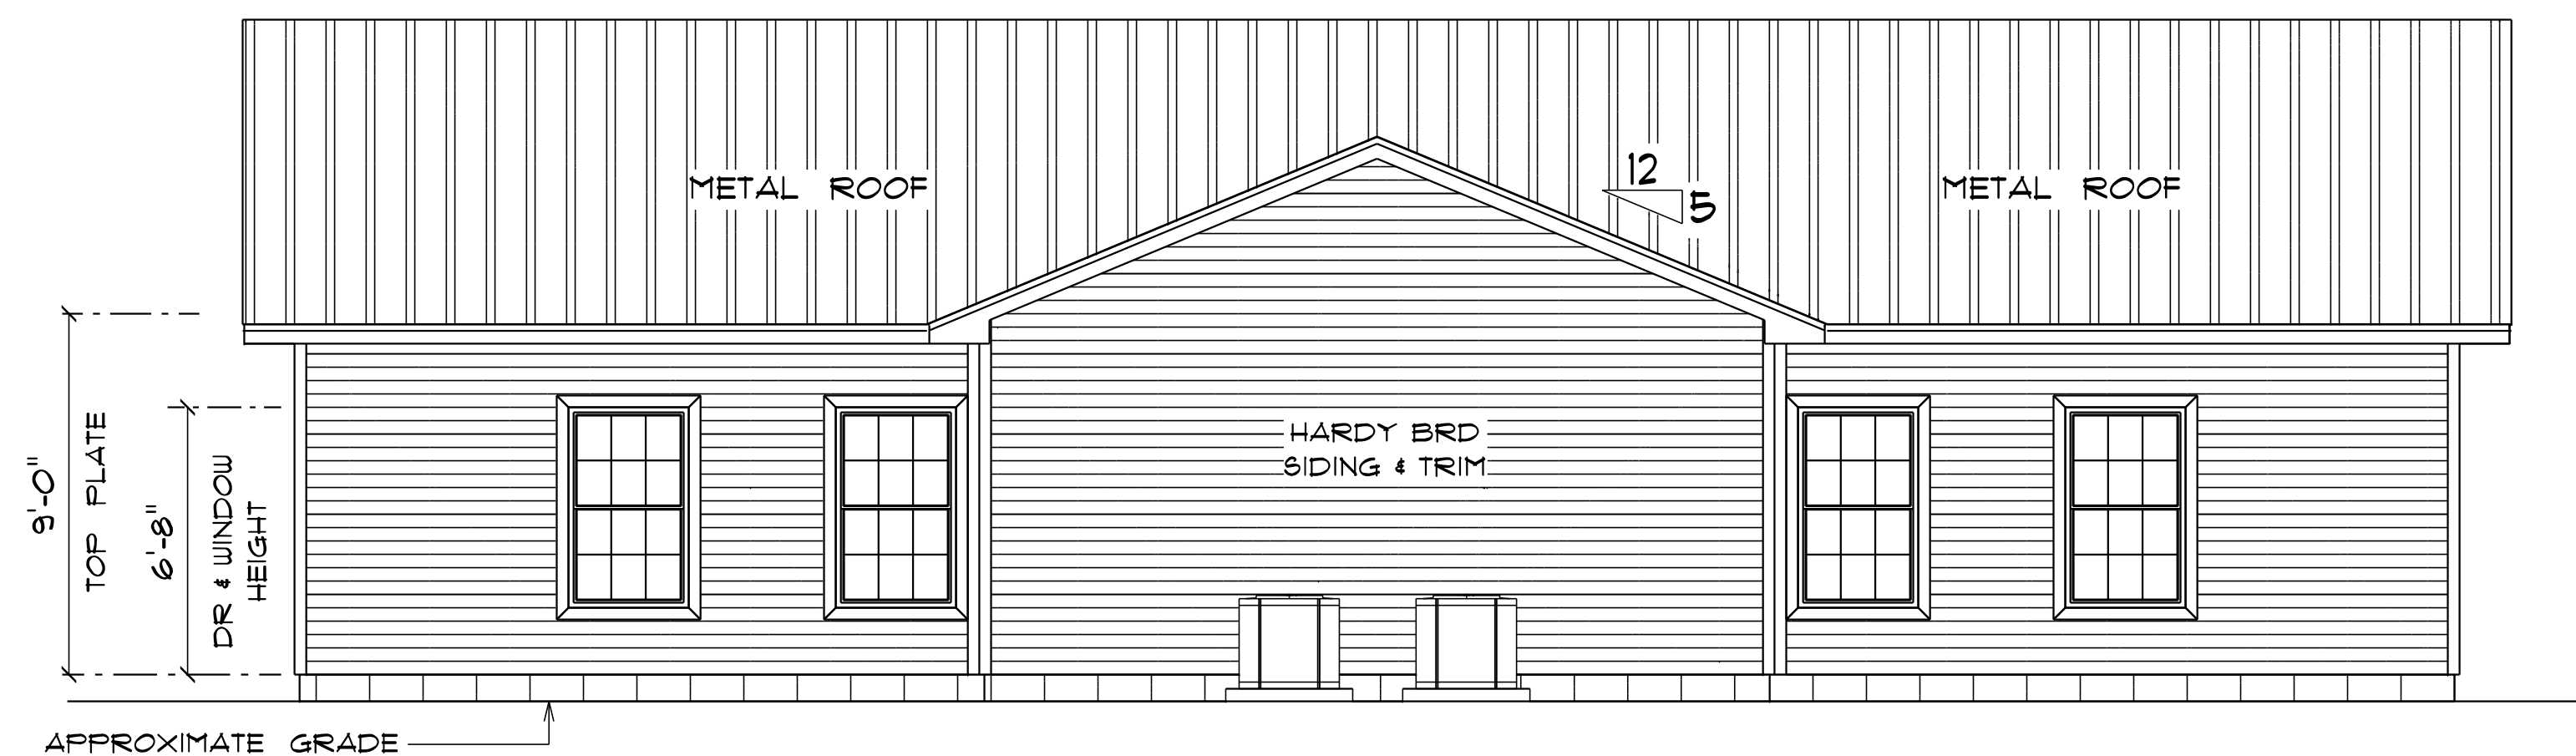 METAL ROOF
12
5
METAL ROOF
9'-0"
TOP PLATE
6'-8"
DR & WINDOW
HEIGHT
HARDY BRD
SIDING & TRIM
APPROXIMATE GRADE